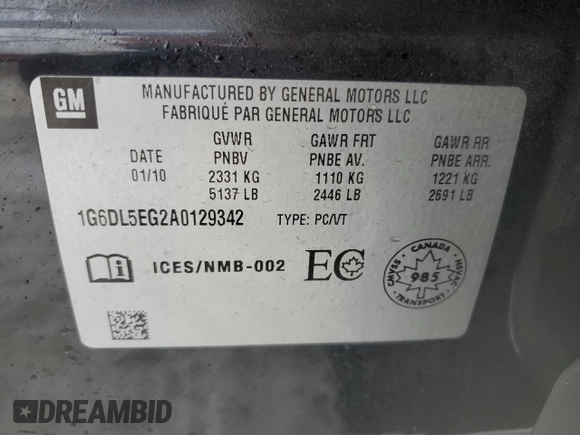 GM
MANUFACTURED BY GENERAL MOTORS LLC
FABRIQUÉ PAR GENERAL MOTORS LLC
GVWR GAWR FRT GAWR RR
DATE PNBV PNBE AV. PNBE ARR.
01/10 2331 KG 1110 KG 1221 KG
5137 LB 2446 LB 2691 LB
1G6DL5EG2A0129342 TYPE: PC/VT
ICES/NMB-002 EC
CANADA
CMVSS 985 NSVAC
TRANSPORT
DREAMBID